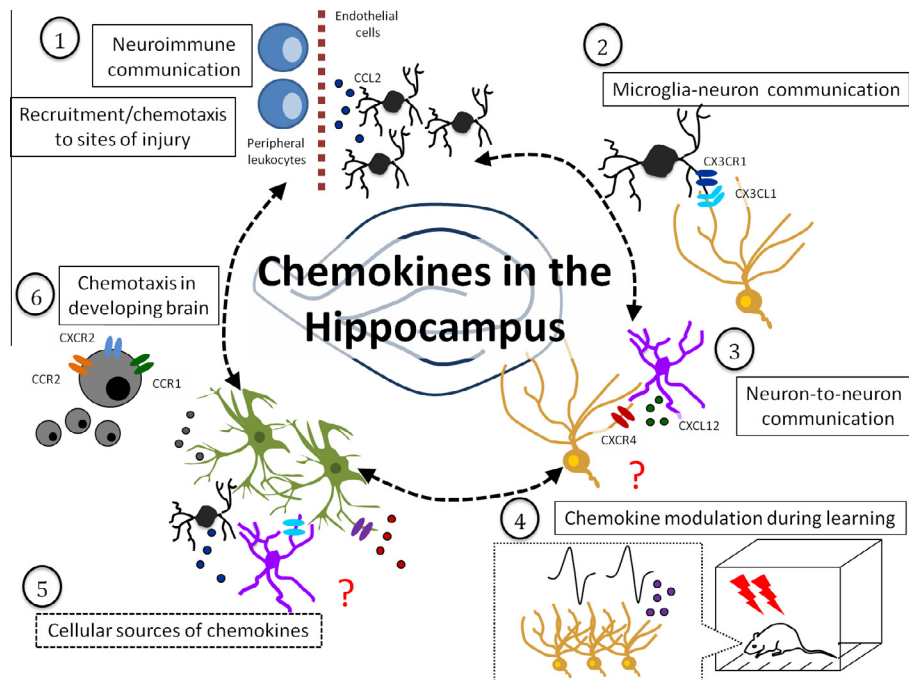 1
Neuroimmune
communication
Recruitment/chemotaxis
to sites of injury
Endothelial
cells
CCL2
Peripheral
leukocytes
2
Microglia-neuron communication
CX3CR1
CX3CL1
Chemokines in the
Hippocampus
6
Chemotaxis in
developing brain
CXCR2
CCR2
CCR1
3
Neuron-to-neuron
communication
CXCR4
CXCL12
?
4
Chemokine modulation during learning
5
?
Cellular sources of chemokines